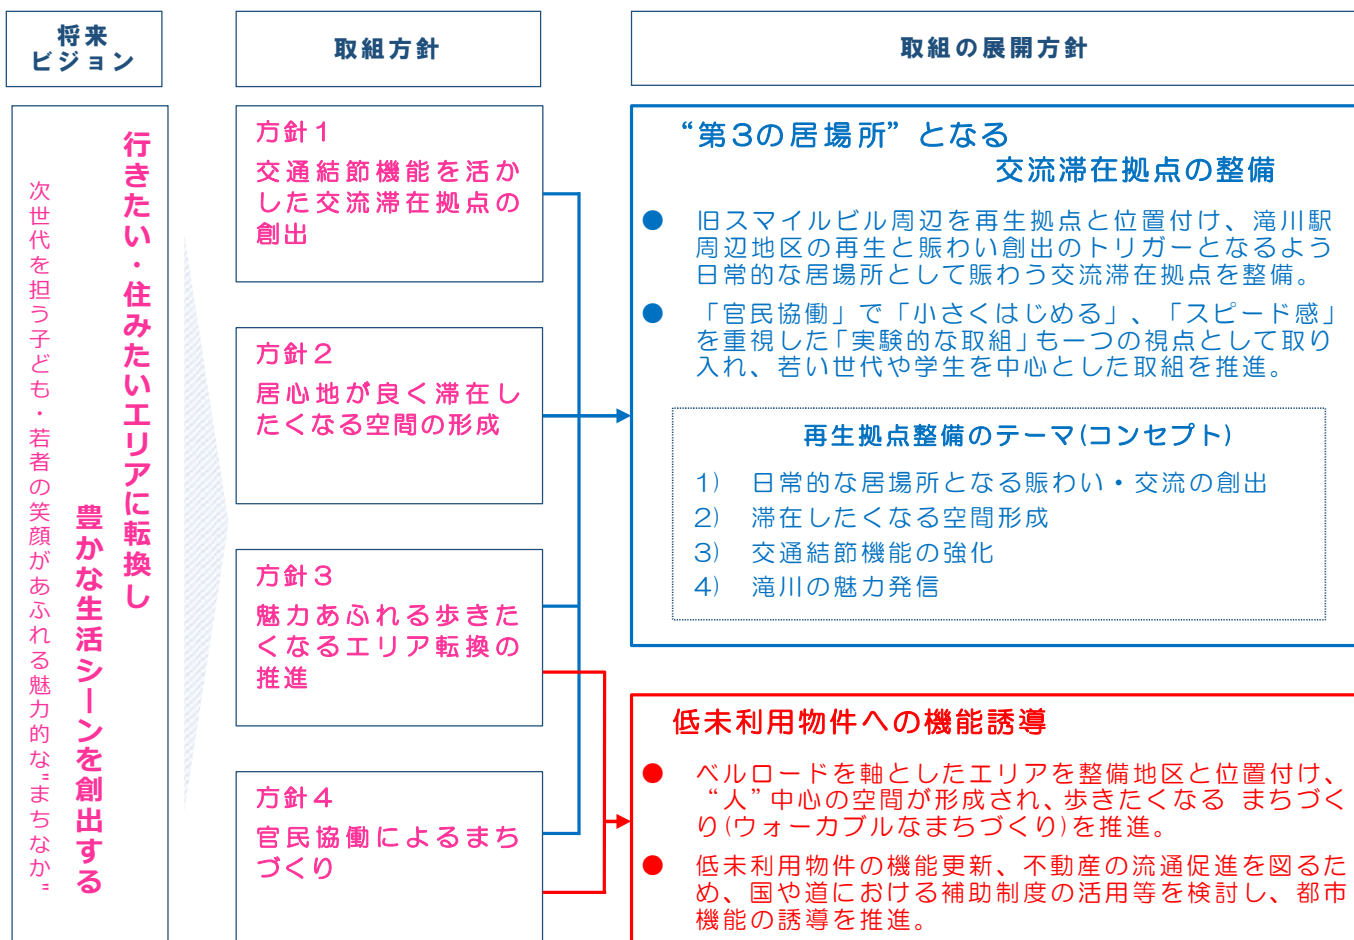 将来
ビジョン
取組方針
取組の展開方針
行きたい・住みたいエリアに転換し
豊かな生活シーンを創出する
次世代を担う子ども・若者の笑顔があふれる魅力的な"まちなか"
方針１
交通結節機能を活か
した交流滞在拠点の
創出
方針２
居心地が良く滞在し
たくなる空間の形成
方針３
魅力あふれる歩きた
くなるエリア転換の
推進
方針４
官民協働によるまち
づくり
“第3の居場所” となる
交流滞在拠点の整備
● 旧スマイルビル周辺を再生拠点と位置付け、滝川駅
周辺地区の再生と賑わい創出のトリガーとなるよう
日常的な居場所として賑わう交流滞在拠点を整備。
● 「官民協働」で「小さくはじめる」、「スピード感」
を重視した「実験的な取組」も一つの視点として取り
入れ、若い世代や学生を中心とした取組を推進。
再生拠点整備のテーマ(コンセプト)
1) 日常的な居場所となる賑わい・交流の創出
2) 滞在したくなる空間形成
3) 交通結節機能の強化
4) 滝川の魅力発信
低未利用物件への機能誘導
● ベルロードを軸としたエリアを整備地区と位置付け、
“人”中心の空間が形成され、歩きたくなる まちづく
り(ウォーカブルなまちづくり)を推進。
● 低未利用物件の機能更新、不動産の流通促進を図るた
め、国や道における補助制度の活用等を検討し、都市
機能の誘導を推進。